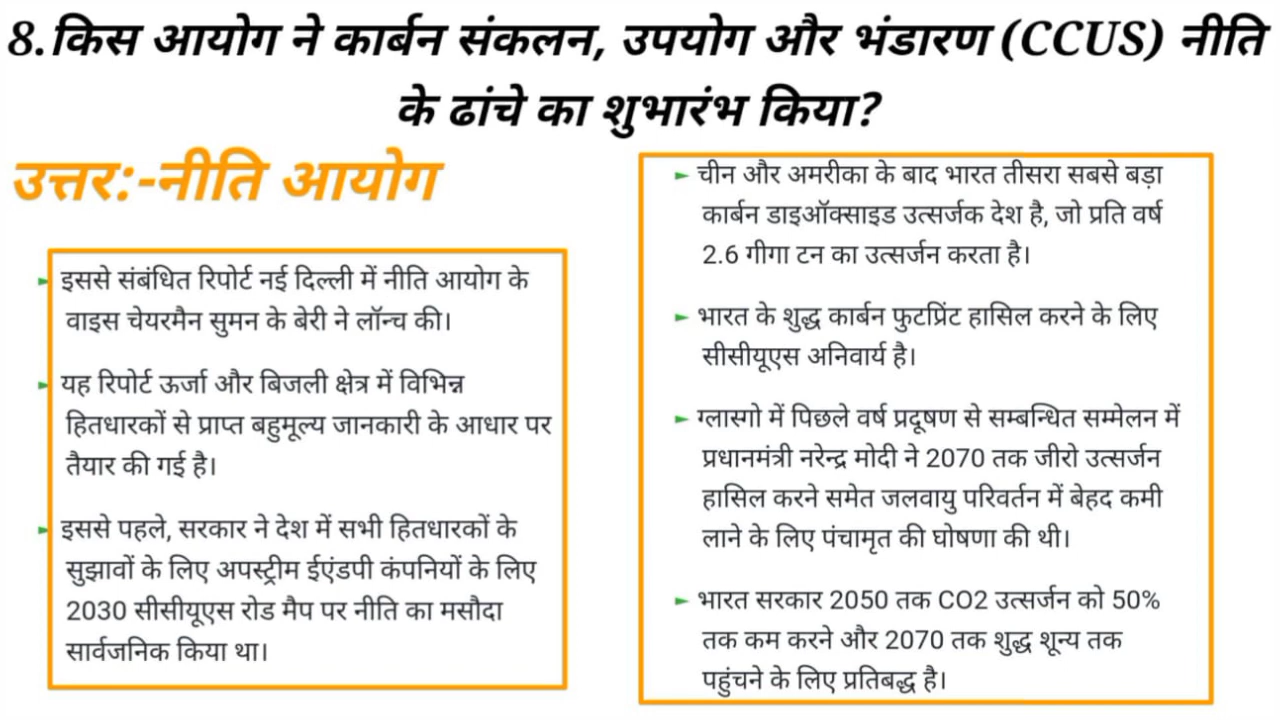 8.किस आयोग ने कार्बन संकलन, उपयोग और भंडारण (CCUS) नीति
के ढांचे का शुभारंभ किया?
उत्तर:-नीति आयोग
► इससे संबंधित रिपोर्ट नई दिल्ली में नीति आयोग के
वाइस चेयरमैन सुमन के बेरी ने लॉन्च की।
► यह रिपोर्ट ऊर्जा और बिजली क्षेत्र में विभिन्न
हितधारकों से प्राप्त बहुमूल्य जानकारी के आधार पर
तैयार की गई है।
► इससे पहले, सरकार ने देश में सभी हितधारकों के
सुझावों के लिए अपस्ट्रीम ईएंडपी कंपनियों के लिए
2030 सीसीयूएस रोड मैप पर नीति का मसौदा
सार्वजनिक किया था।
► चीन और अमरीका के बाद भारत तीसरा सबसे बड़ा
कार्बन डाइऑक्साइड उत्सर्जक देश है, जो प्रति वर्ष
2.6 गीगा टन का उत्सर्जन करता है।
► भारत के शुद्ध कार्बन फुटप्रिंट हासिल करने के लिए
सीसीयूएस अनिवार्य है।
► ग्लास्गो में पिछले वर्ष प्रदूषण से सम्बन्धित सम्मेलन में
प्रधानमंत्री नरेन्द्र मोदी ने 2070 तक जीरो उत्सर्जन
हासिल करने समेत जलवायु परिवर्तन में बेहद कमी
लाने के लिए पंचामृत की घोषणा की थी।
► भारत सरकार 2050 तक CO2 उत्सर्जन को 50%
तक कम करने और 2070 तक शुद्ध शून्य तक
पहुंचने के लिए प्रतिबद्ध है।